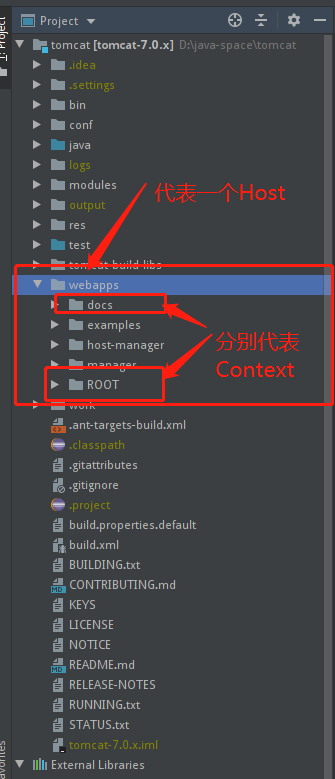 1: Project
Project
tomcat [tomcat-7.0.x] D:\java-space\tomcat
.idea
.settings
bin
conf
java
logs
modules
代表一个Host
output
res
test
tomcat-build-libs
webapps
docs
examples
分别代表
host-manager
Context
manager
ROOT
work
.ant-targets-build.xml
.classpath
.gitattributes
.gitignore
.project
build.properties.default
build.xml
BUILDING.txt
CONTRIBUTING.md
KEYS
LICENSE
NOTICE
README.md
RELEASE-NOTES
RUNNING.txt
STATUS.txt
tomcat-7.0.x.iml
External Libraries
avorites